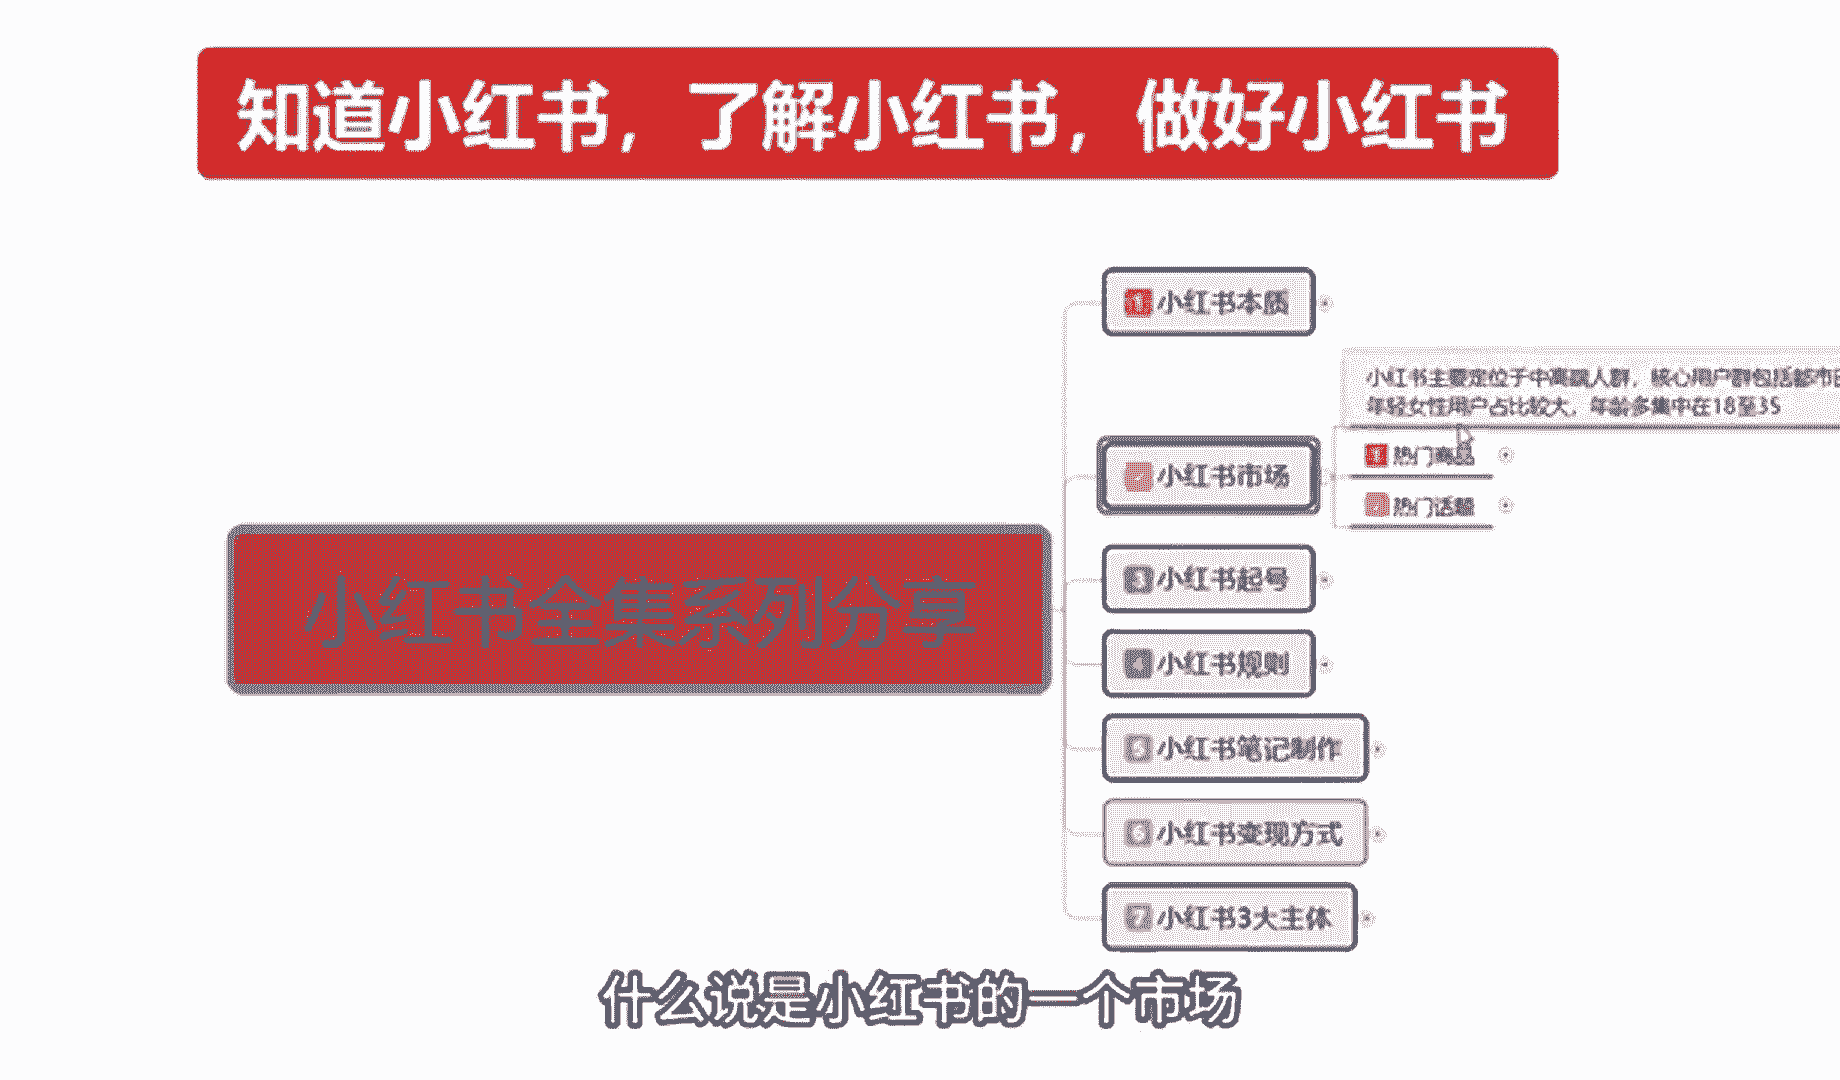 知道小红书，了解小红书，做好小红书
1 小红书本质
小红书主要定位于中高端人群，核心用户群包括都市白
年轻女性用户占比较大，年龄多集中在18至35
2 小红书市场
1 热门商品
2 热门话题
3 小红书起号
小红书全集系列分享
4 小红书规则
5 小红书笔记制作
6 小红书变现方式
7 小红书3大主体
什么说是小红书的一个市场